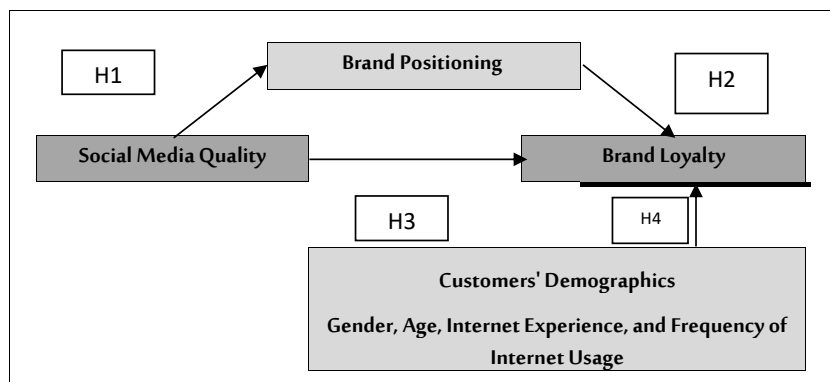 Brand Positioning
H1
H2
Social Media Quality
Brand Loyalty
H3
H4
Customers' Demographics
Gender, Age, Internet Experience, and Frequency of
Internet Usage